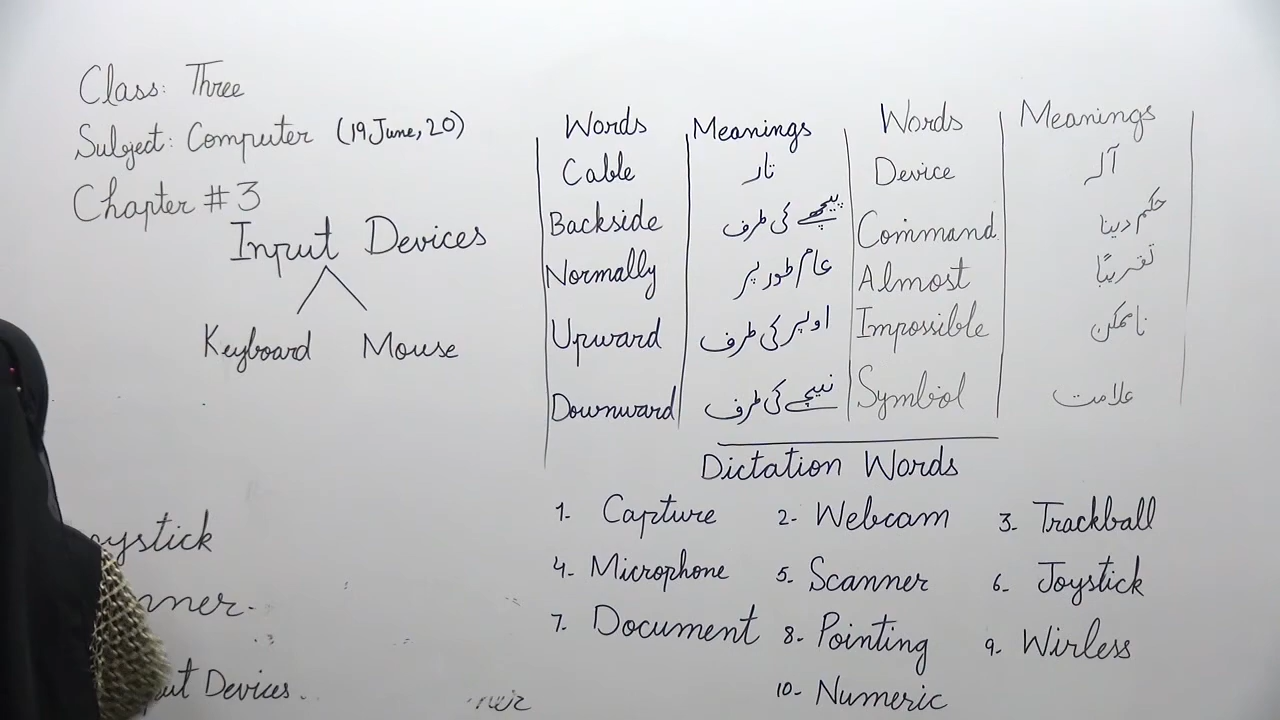 Class: Three
Subject: Computer (19 June, 20)
Chapter # 3
Input Devices
Keyboard Mouse
Words Meanings Words Meanings
Cable تار Device آلہ
Backside پیچھے کی طرف Command حکم دینا
Normally عام طور پر Almost تقریباً
Upward اوپر کی طرف Impossible ناممکن
Downward نیچے کی طرف Symbol علامت
Dictation Words
1- Capture 2- Webcam 3- Trackball
4- Microphone 5- Scanner 6- Joystick
7- Document 8- Pointing 9- Wirless
10- Numeric
oystick
nner.
ut Devices.